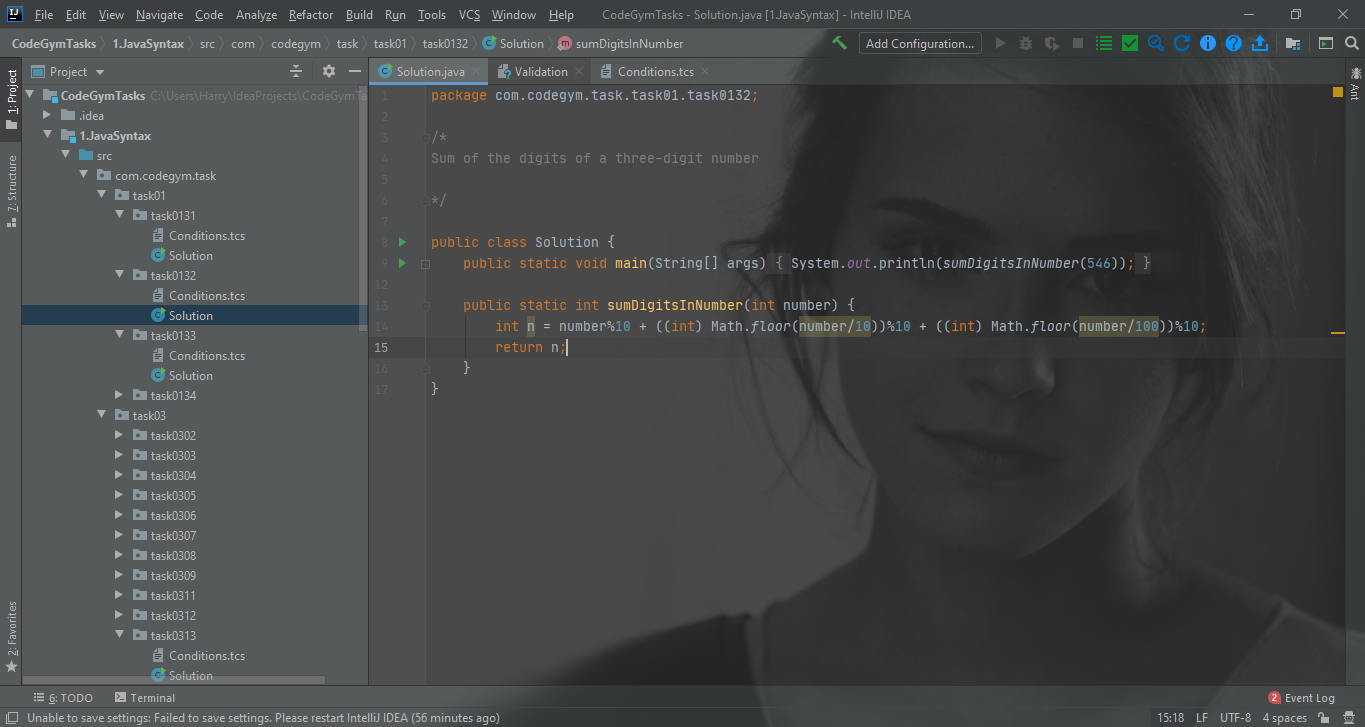 File Edit View Navigate Code Analyze Refactor Build Run Tools VCS Window Help CodeGymTasks - Solution.java [1.JavaSyntax] - IntelliJ IDEA
CodeGymTasks 1.JavaSyntax src com codegym task task01 task0132 Solution m sumDigitsInNumber Add Configuration...
1: Project
7: Structure
2: Favorites
Project
CodeGymTasks C:\Users\Harry\IdeaProjects\CodeGymTa
.idea
1.JavaSyntax
src
com.codegym.task
task01
task0131
Conditions.tcs
Solution
task0132
Conditions.tcs
Solution
task0133
Conditions.tcs
Solution
task0134
task03
task0302
task0303
task0304
task0305
task0306
task0307
task0308
task0309
task0311
task0312
task0313
Conditions.tcs
Solution
Solution.java Validation Conditions.tcs
1 package com.codegym.task.task01.task0132;
2
3 /*
4 Sum of the digits of a three-digit number
5
6 */
7
8 public class Solution {
9 public static void main(String[] args) { System.out.println(sumDigitsInNumber(546)); }
12
13 public static int sumDigitsInNumber(int number) {
14 int n = number%10 + ((int) Math.floor(number/10))%10 + ((int) Math.floor(number/100))%10;
15 return n;
16 }
17 }
Ant
6: TODO Terminal 2 Event Log
Unable to save settings: Failed to save settings. Please restart IntelliJ IDEA (56 minutes ago) 15:18 LF UTF-8 4 spaces